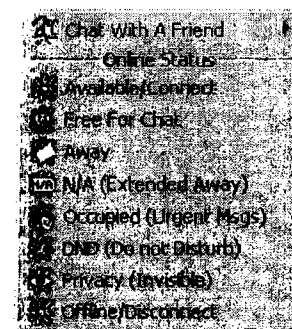 Chat With A Friend
Online Status
Available/Connect
Free For Chat
Away
N/A (Extended Away)
Occupied (Urgent Msgs)
DND (Do not Disturb)
Privacy (Invisible)
Offline/Disconnect